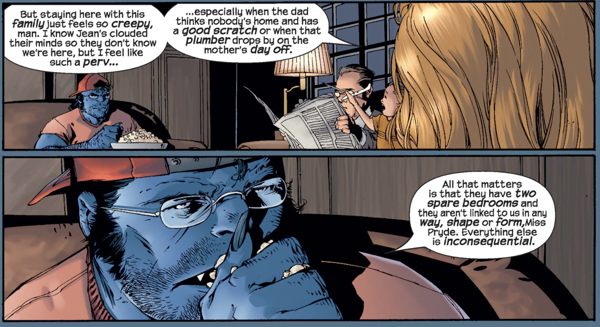 But staying here with this
family just feels so creepy,
man. I know Jean's clouded
their minds so they don't know
we're here, but I feel like
such a perv...
...especially when the dad
thinks nobody's home and has
a good scratch or when that
plumber drops by on the
mother's day off.
All that matters
is that they have two
spare bedrooms and
they aren't linked to us in any
way, shape or form, Miss
Pryde. Everything else
is inconsequential.